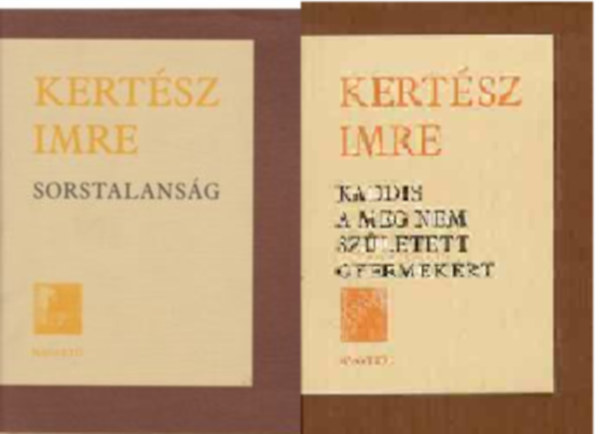 KERTÉSZ
IMRE
SORSTALANSÁG
MAGVETŐ
KERTÉSZ
IMRE
KADDIS
A MEG NEM
SZÜLETETT
GYERMEKÉRT
MAGVETŐ